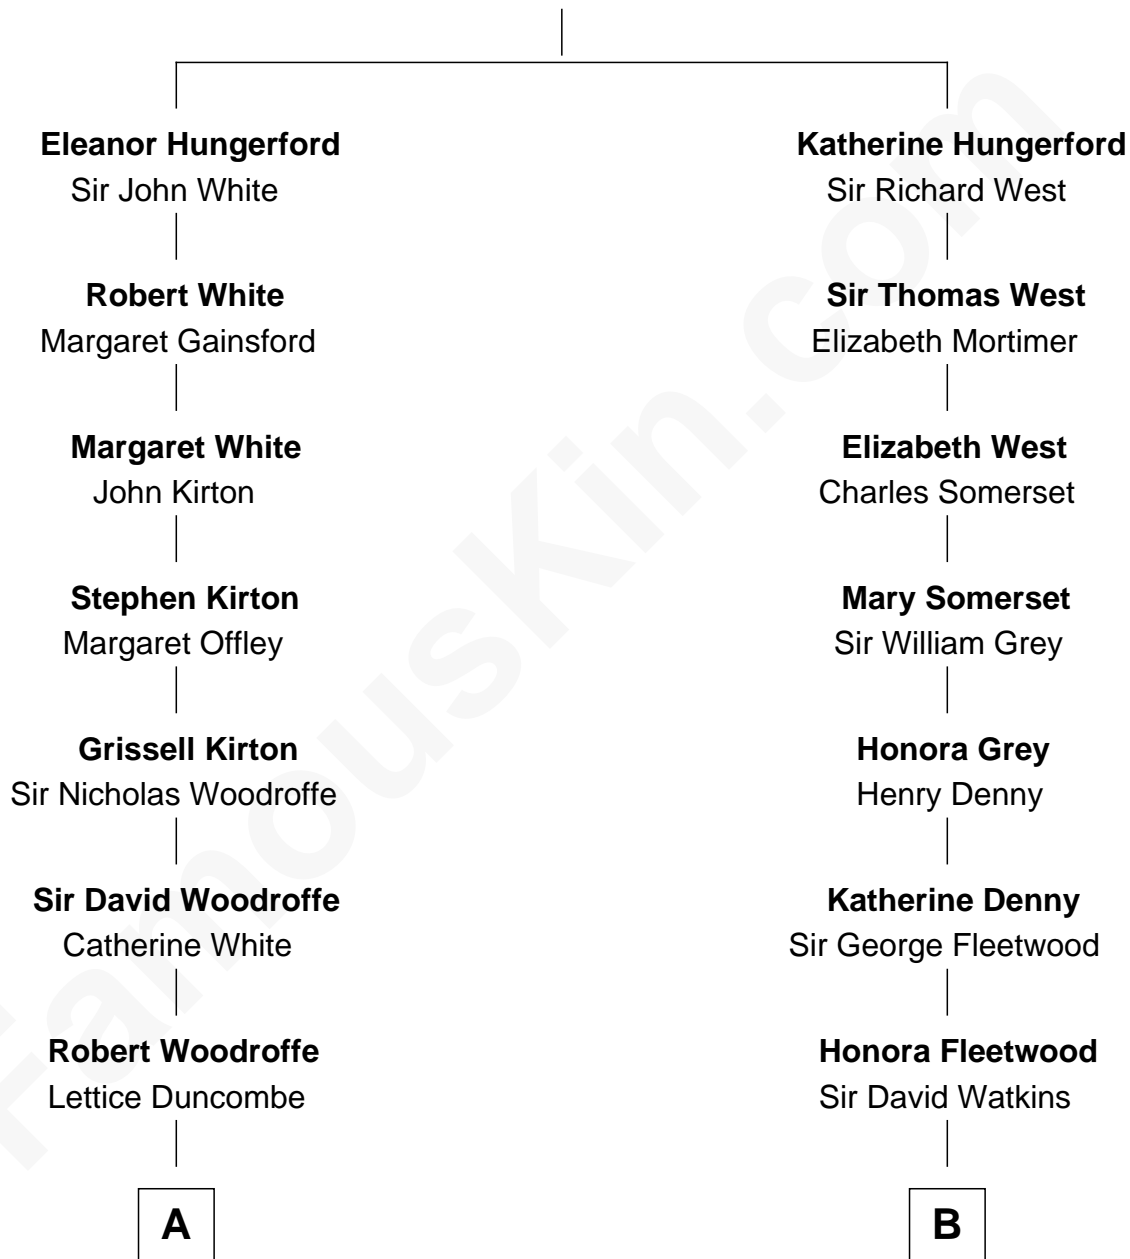 Eleanor Hungerford
Sir John White
Robert White
Margaret Gainsford
Margaret White
John Kirton
Stephen Kirton
Margaret Offley
Grissell Kirton
Sir Nicholas Woodroffe
Sir David Woodroffe
Catherine White
Robert Woodroffe
Lettice Duncombe
A
Katherine Hungerford
Sir Richard West
Sir Thomas West
Elizabeth Mortimer
Elizabeth West
Charles Somerset
Mary Somerset
Sir William Grey
Honora Grey
Henry Denny
Katherine Denny
Sir George Fleetwood
Honora Fleetwood
Sir David Watkins
B
FamousKin.com